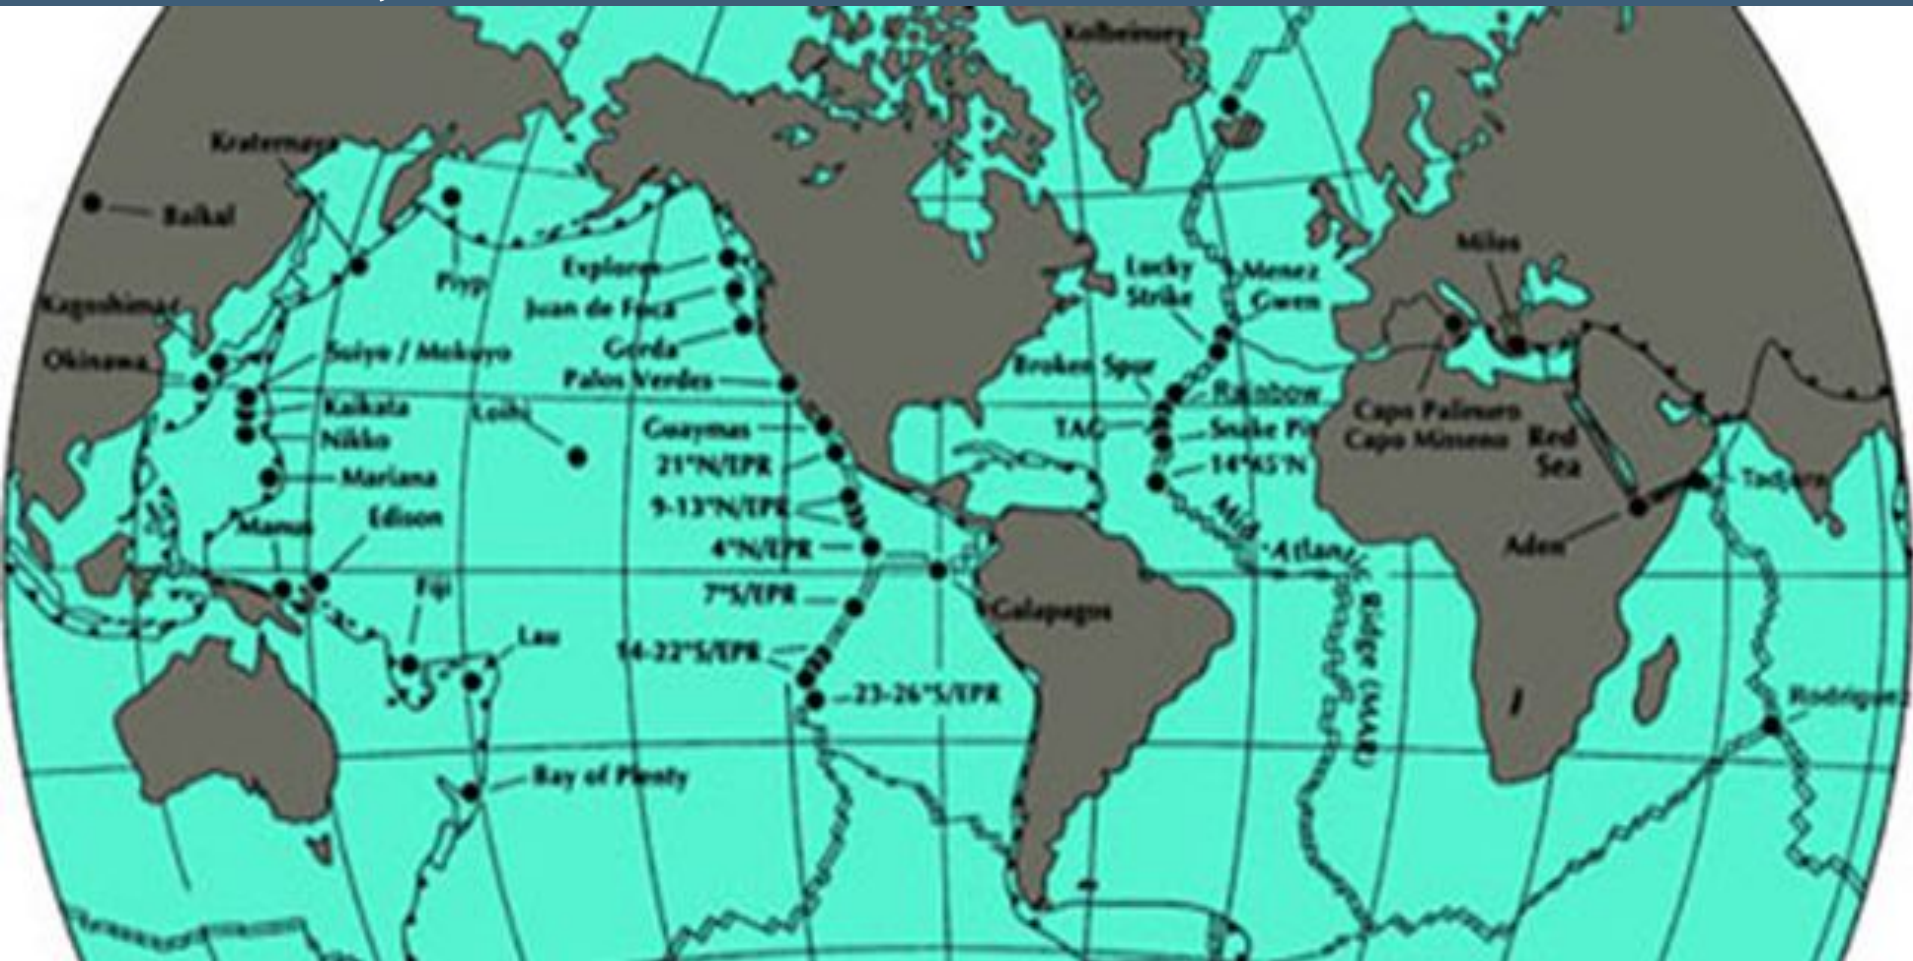 Kolbeinsey
Kraternaya
Baikal
Piyp
Kagoshima
Okinawa
Suiyo / Mokuyo
Kaikata
Nikko
Mariana
Manus
Edison
Fiji
Lau
Bay of Plenty
Loihi
Explorer
Juan de Foca
Gorda
Palos Verdes
Guaymas
21°N/EPR
9-13°N/EPR
4°N/EPR
7°S/EPR
14-22°S/EPR
23-26°S/EPR
Galapagos
Lucky
Strike
Menez
Gwen
Broken Spur
Rainbow
TAG
Snake Pit
14°45'N
Mid
Atlantic
Ridge (MAR)
Milos
Capo Palinuro
Capo Misseno
Red
Sea
Tadjura
Aden
Rodriguez